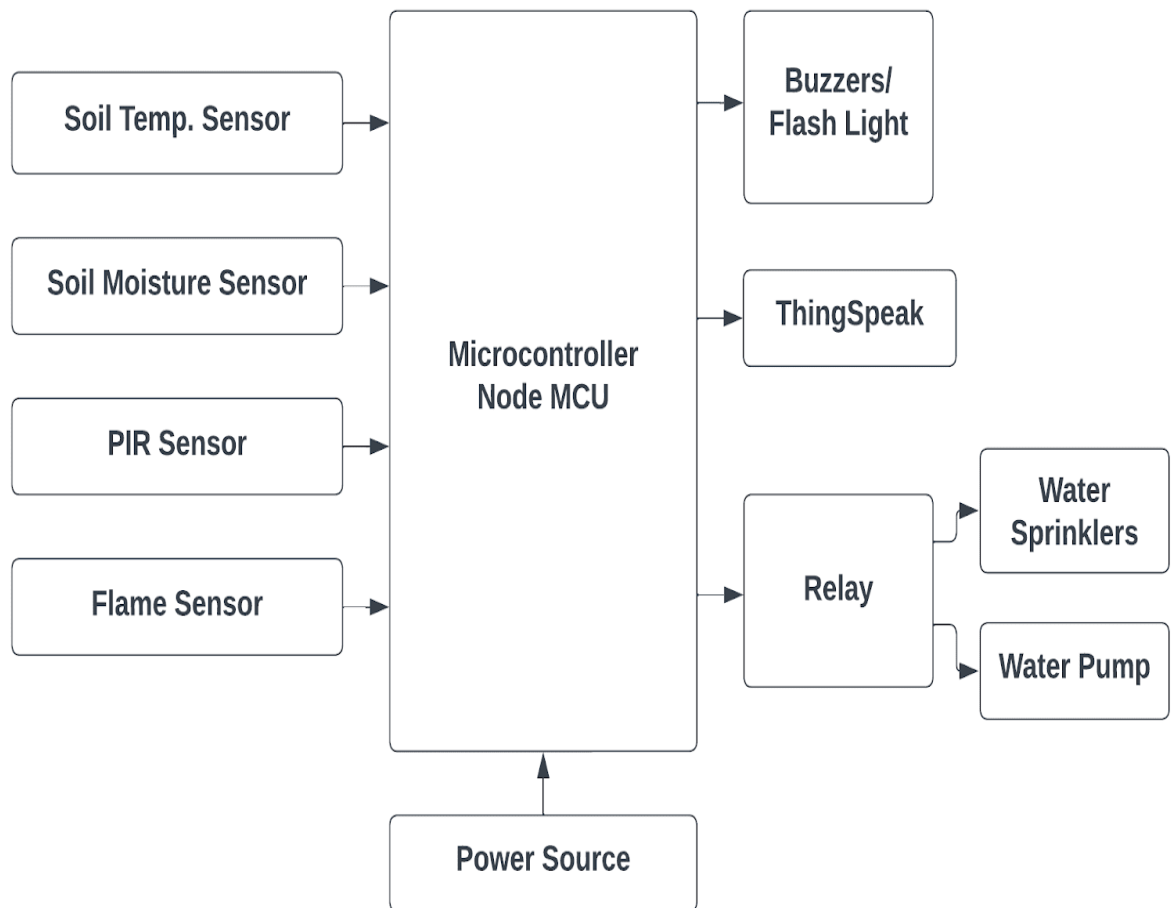 Soil Temp. Sensor
Soil Moisture Sensor
PIR Sensor
Flame Sensor
Microcontroller
Node MCU
Power Source
Buzzers/
Flash Light
ThingSpeak
Relay
Water
Sprinklers
Water Pump